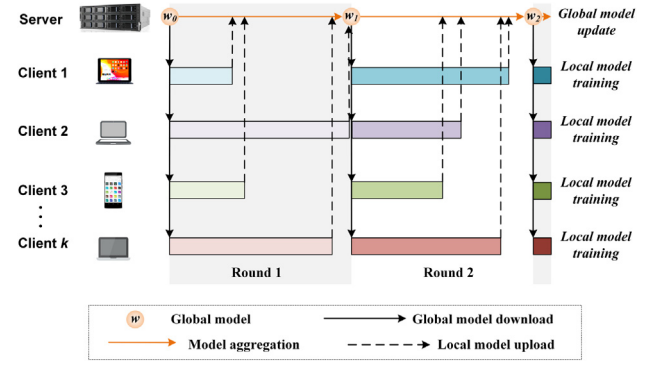 Server
w0
w1
w2
Global model
update
Client 1
Local model
training
Client 2
Local model
training
Client 3
Local model
training
Client k
Local model
training
Round 1
Round 2
w
Global model
Global model download
Model aggregation
Local model upload